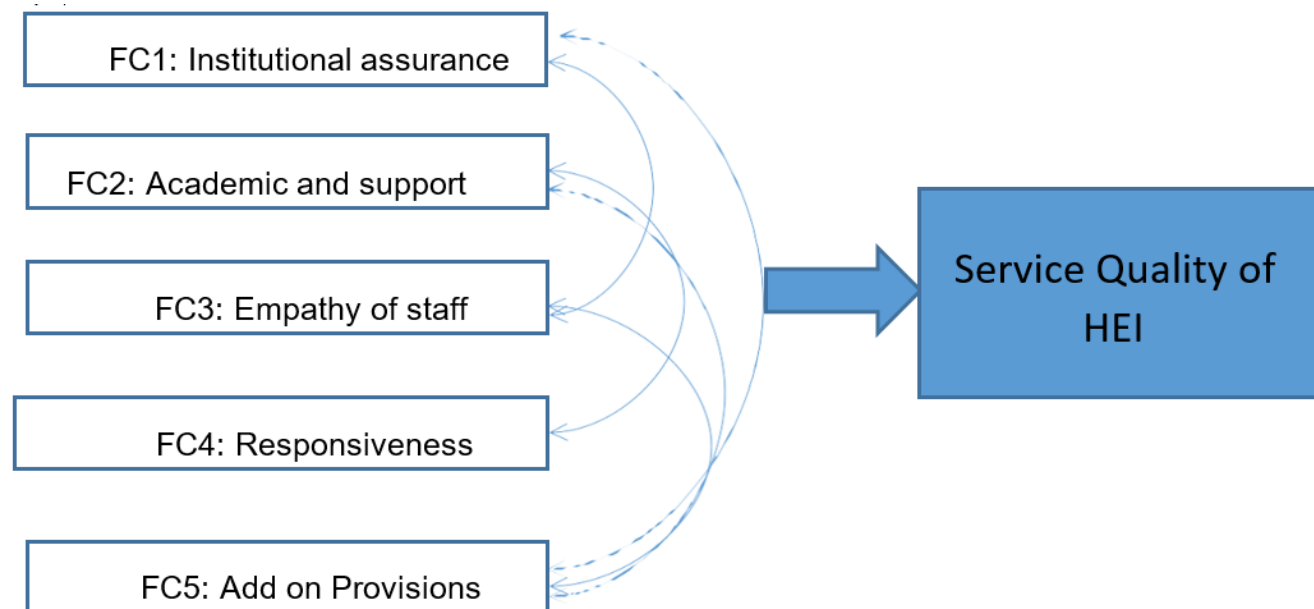 FC1: Institutional assurance
FC2: Academic and support
FC3: Empathy of staff
FC4: Responsiveness
FC5: Add on Provisions
Service Quality of
HEI